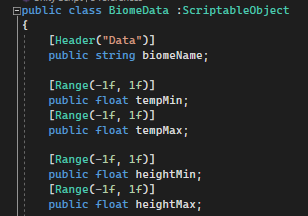 public class BiomeData :ScriptableObject
{
[Header("Data")]
public string biomeName;
[Range(-1f, 1f)]
public float tempMin;
[Range(-1f, 1f)]
public float tempMax;
[Range(-1f, 1f)]
public float heightMin;
[Range(-1f, 1f)]
public float heightMax;